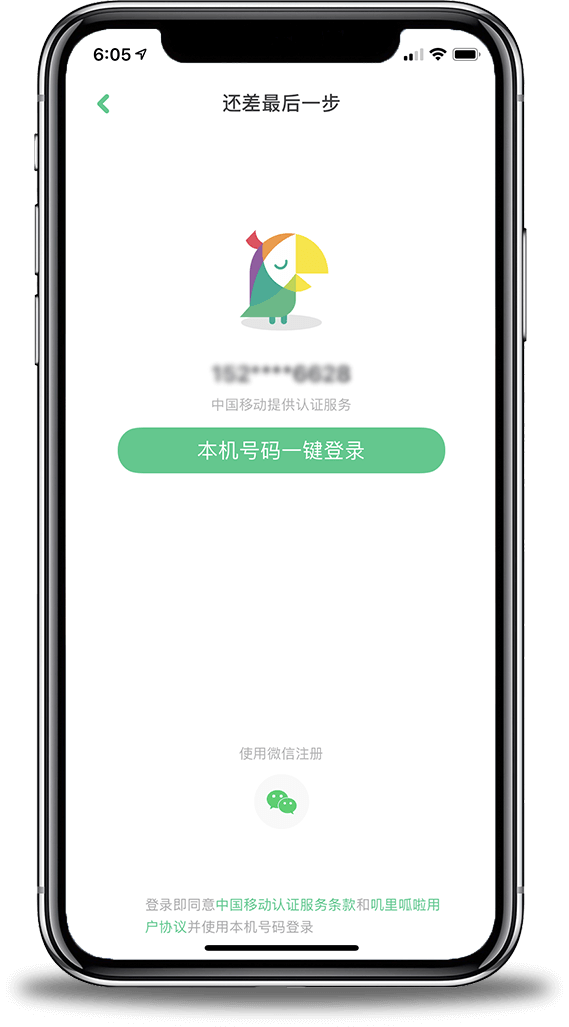 6:05
还差最后一步
152****6628
中国移动提供认证服务
本机号码一键登录
使用微信注册
登录即同意中国移动认证服务条款和叽里呱啦用
户协议并使用本机号码登录